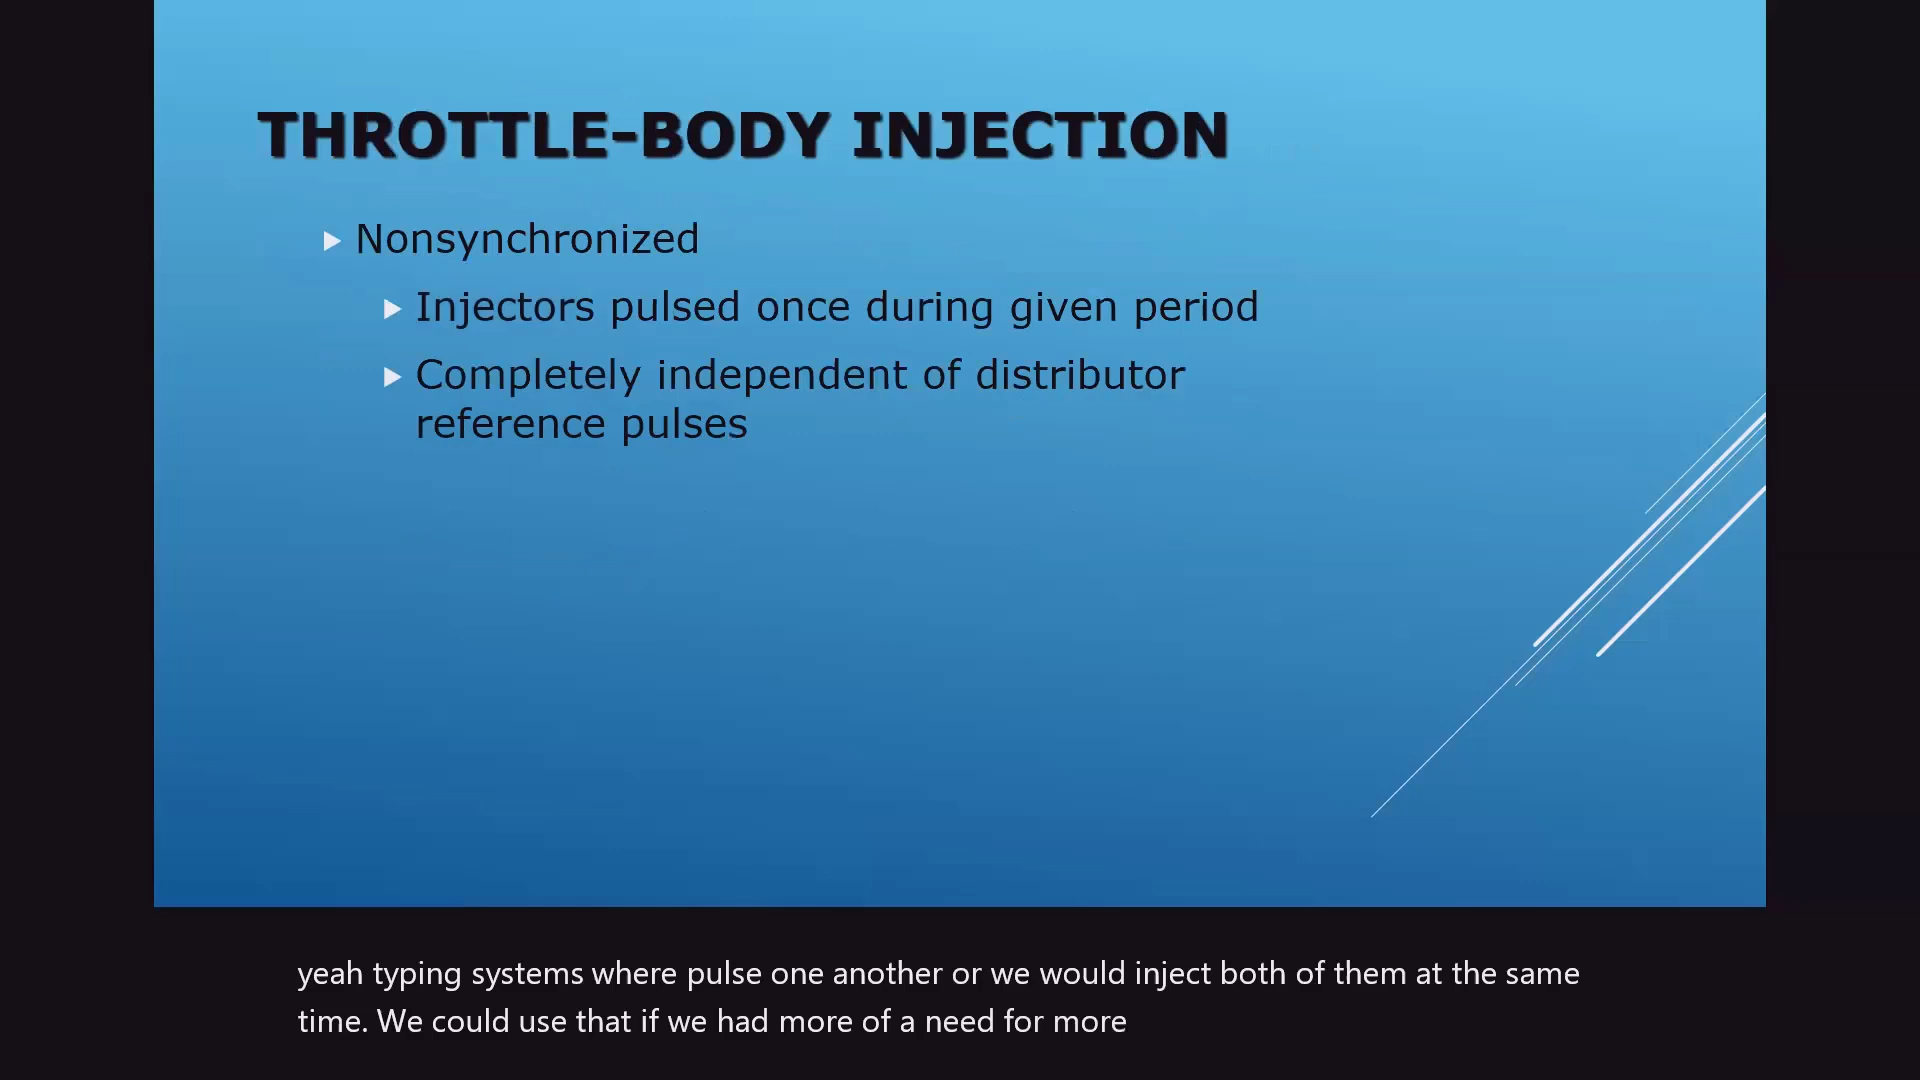 THROTTLE-BODY INJECTION
Nonsynchronized
Injectors pulsed once during given period
Completely independent of distributor
reference pulses
yeah typing systems where pulse one another or we would inject both of them at the same
time. We could use that if we had more of a need for more